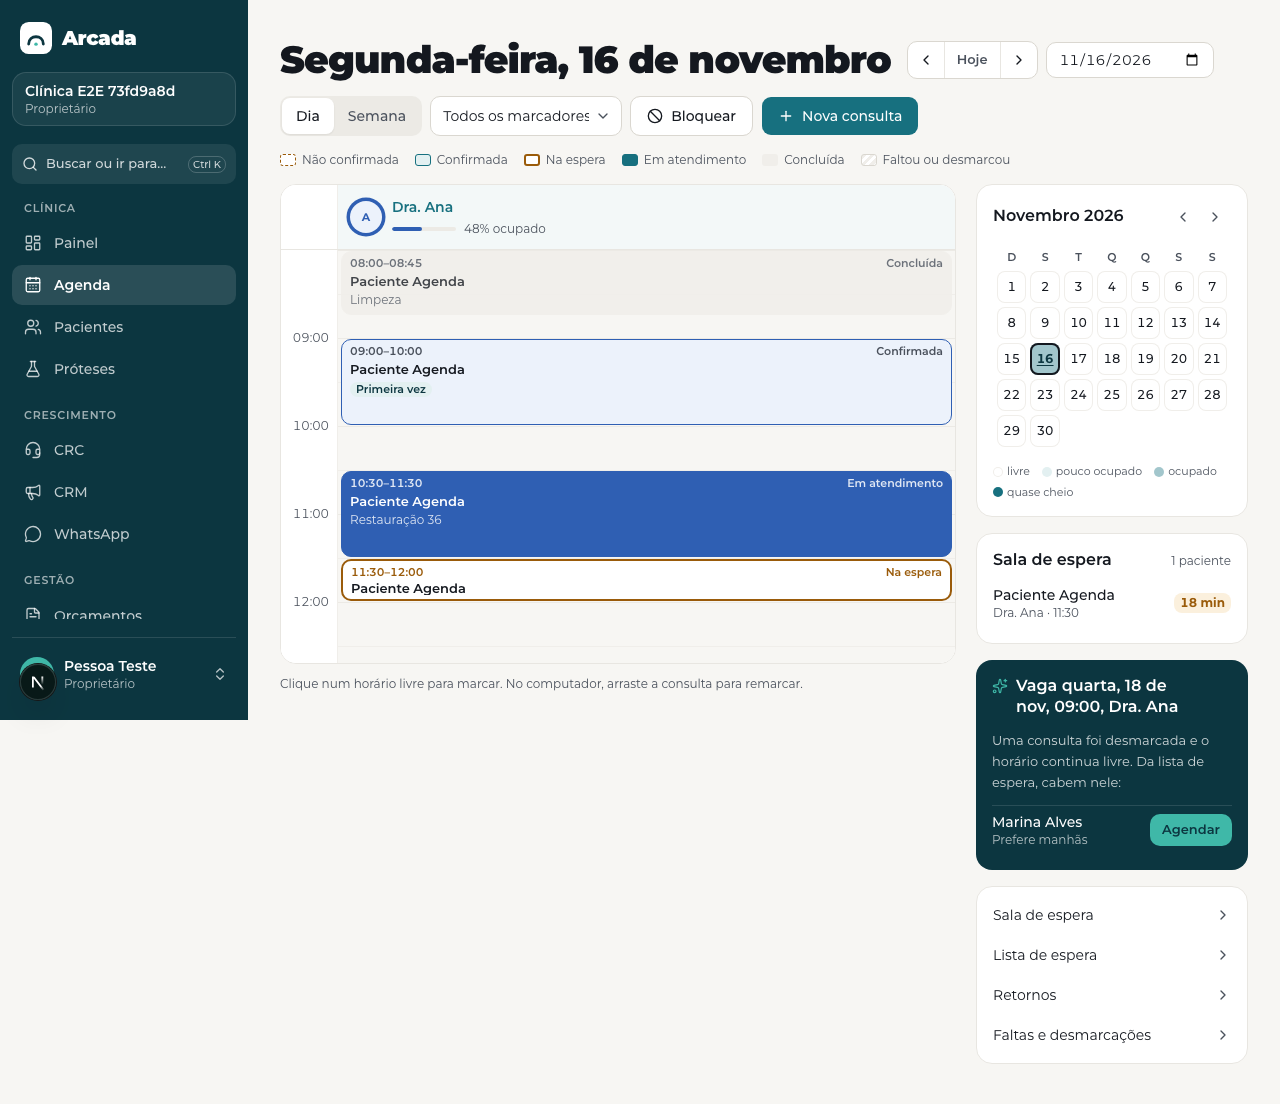 Arcada
Clínica E2E 73fd9a8d
Proprietário
Buscar ou ir para...
Ctrl K
CLÍNICA
Painel
Agenda
Pacientes
Próteses
CRESCIMENTO
CRC
CRM
WhatsApp
GESTÃO
Orçamentos
N
Pessoa Teste
Proprietário
Segunda-feira, 16 de novembro
Hoje
11/16/2026
Dia
Semana
Todos os marcadores
Bloquear
Nova consulta
Não confirmada
Confirmada
Na espera
Em atendimento
Concluída
Faltou ou desmarcou
A
Dra. Ana
48% ocupado
08:00–08:45
Concluída
Paciente Agenda
Limpeza
09:00
09:00–10:00
Confirmada
Paciente Agenda
Primeira vez
10:00
10:30–11:30
Em atendimento
Paciente Agenda
Restauração 36
11:00
11:30–12:00
Na espera
Paciente Agenda
12:00
Clique num horário livre para marcar. No computador, arraste a consulta para remarcar.
Novembro 2026
D S T Q Q S S
1 2 3 4 5 6 7
8 9 10 11 12 13 14
15 16 17 18 19 20 21
22 23 24 25 26 27 28
29 30
livre
pouco ocupado
ocupado
quase cheio
Sala de espera
1 paciente
Paciente Agenda
Dra. Ana · 11:30
18 min
Vaga quarta, 18 de
nov, 09:00, Dra. Ana
Uma consulta foi desmarcada e o
horário continua livre. Da lista de
espera, cabem nele:
Marina Alves
Prefere manhãs
Agendar
Sala de espera
Lista de espera
Retornos
Faltas e desmarcações